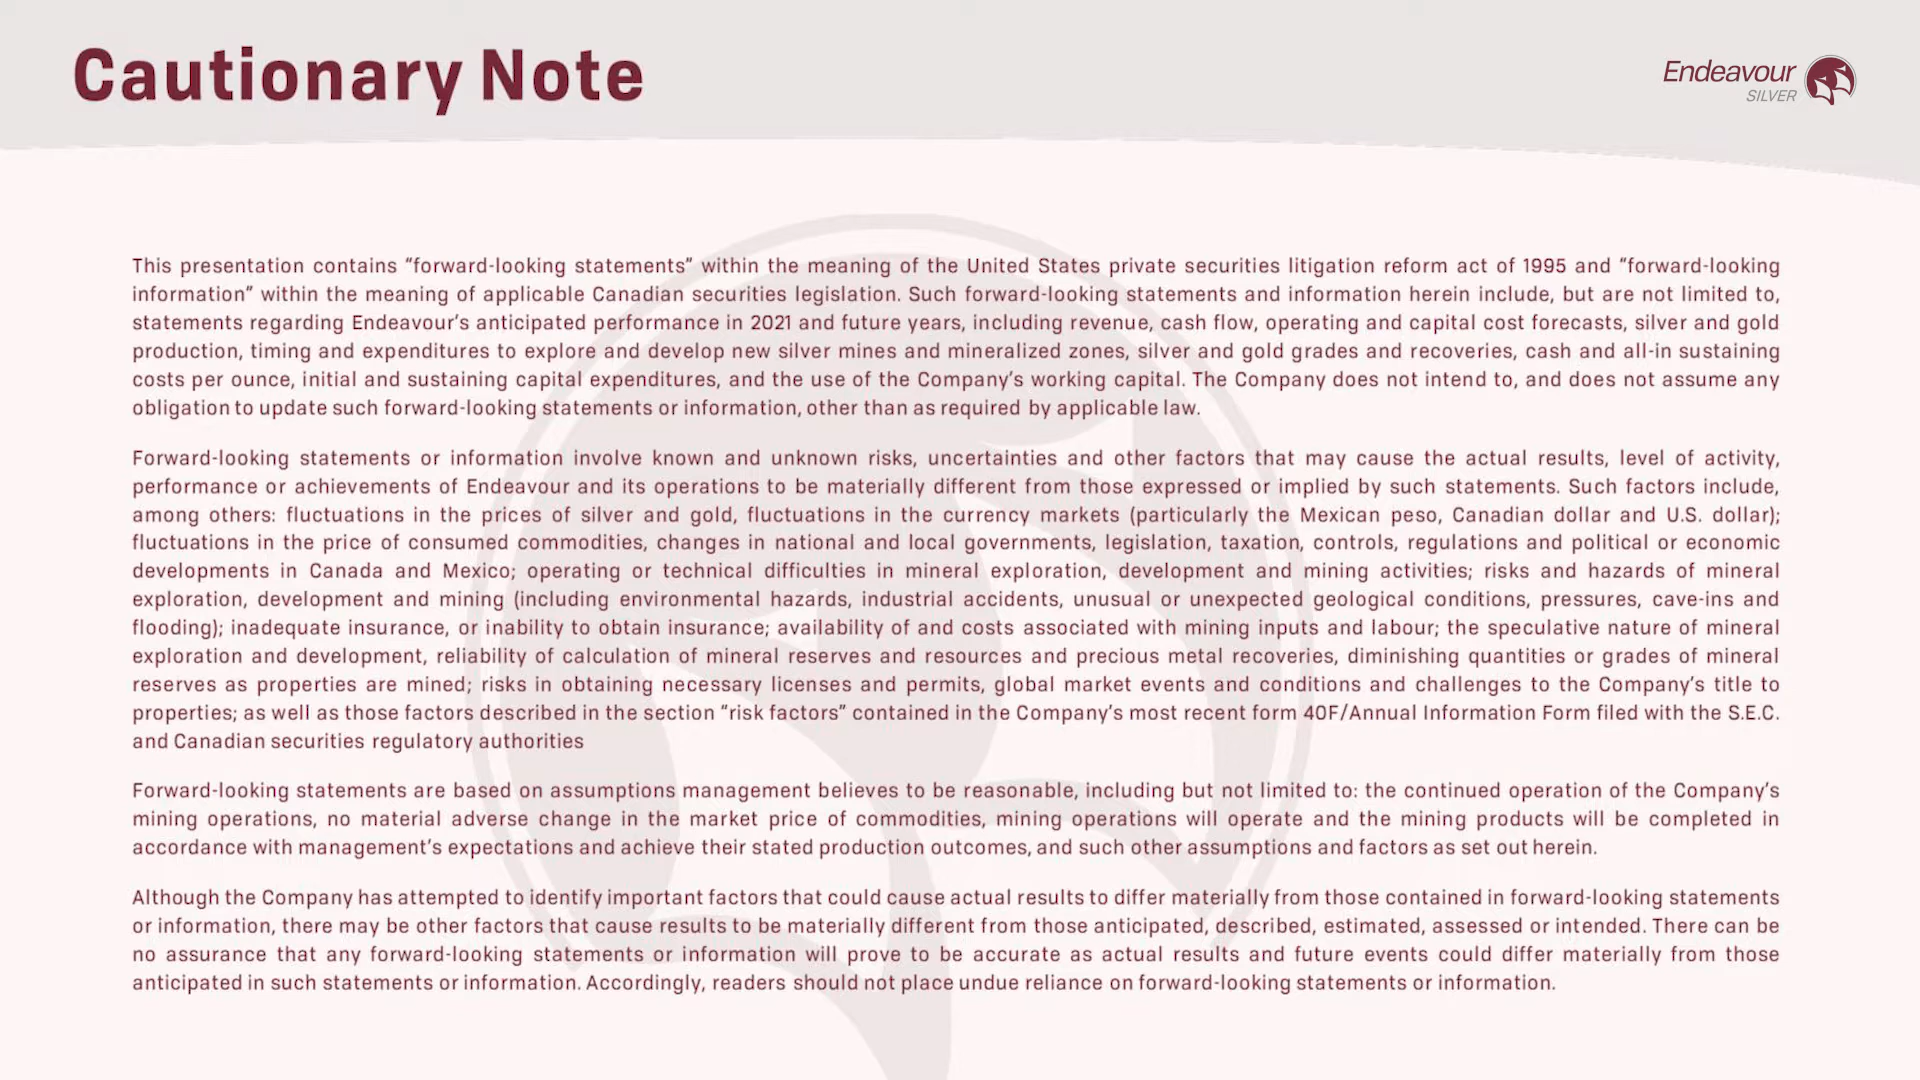 Cautionary Note
Endeavour
SILVER
This presentation contains “forward-looking statements” within the meaning of the United States private securities litigation reform act of 1995 and “forward-looking
information” within the meaning of applicable Canadian securities legislation. Such forward-looking statements and information herein include, but are not limited to,
statements regarding Endeavour’s anticipated performance in 2021 and future years, including revenue, cash flow, operating and capital cost forecasts, silver and gold
production, timing and expenditures to explore and develop new silver mines and mineralized zones, silver and gold grades and recoveries, cash and all-in sustaining
costs per ounce, initial and sustaining capital expenditures, and the use of the Company’s working capital. The Company does not intend to, and does not assume any
obligation to update such forward-looking statements or information, other than as required by applicable law.
Forward-looking statements or information involve known and unknown risks, uncertainties and other factors that may cause the actual results, level of activity,
performance or achievements of Endeavour and its operations to be materially different from those expressed or implied by such statements. Such factors include,
among others: fluctuations in the prices of silver and gold, fluctuations in the currency markets (particularly the Mexican peso, Canadian dollar and U.S. dollar);
fluctuations in the price of consumed commodities, changes in national and local governments, legislation, taxation, controls, regulations and political or economic
developments in Canada and Mexico; operating or technical difficulties in mineral exploration, development and mining activities; risks and hazards of mineral
exploration, development and mining (including environmental hazards, industrial accidents, unusual or unexpected geological conditions, pressures, cave-ins and
flooding); inadequate insurance, or inability to obtain insurance; availability of and costs associated with mining inputs and labour; the speculative nature of mineral
exploration and development, reliability of calculation of mineral reserves and resources and precious metal recoveries, diminishing quantities or grades of mineral
reserves as properties are mined; risks in obtaining necessary licenses and permits, global market events and conditions and challenges to the Company’s title to
properties; as well as those factors described in the section “risk factors” contained in the Company’s most recent form 40F/Annual Information Form filed with the S.E.C.
and Canadian securities regulatory authorities
Forward-looking statements are based on assumptions management believes to be reasonable, including but not limited to: the continued operation of the Company’s
mining operations, no material adverse change in the market price of commodities, mining operations will operate and the mining products will be completed in
accordance with management’s expectations and achieve their stated production outcomes, and such other assumptions and factors as set out herein.
Although the Company has attempted to identify important factors that could cause actual results to differ materially from those contained in forward-looking statements
or information, there may be other factors that cause results to be materially different from those anticipated, described, estimated, assessed or intended. There can be
no assurance that any forward-looking statements or information will prove to be accurate as actual results and future events could differ materially from those
anticipated in such statements or information. Accordingly, readers should not place undue reliance on forward-looking statements or information.